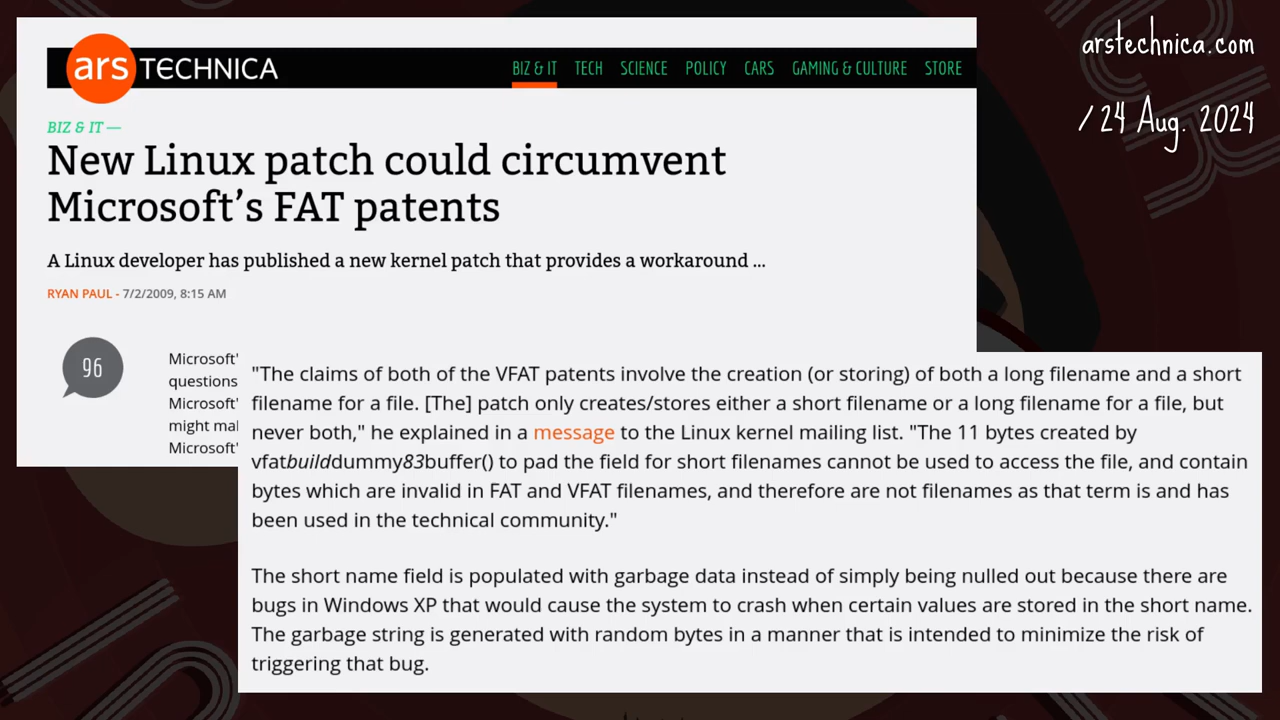 arstechnica.com
/ 24 Aug. 2024
ars TECHNICA
BIZ & IT TECH SCIENCE POLICY CARS GAMING & CULTURE STORE
BIZ & IT —
New Linux patch could circumvent
Microsoft’s FAT patents
A Linux developer has published a new kernel patch that provides a workaround ...
RYAN PAUL - 7/2/2009, 8:15 AM
96
Microsoft'
questions
Microsoft'
might mal
Microsoft'
"The claims of both of the VFAT patents involve the creation (or storing) of both a long filename and a short
filename for a file. [The] patch only creates/stores either a short filename or a long filename for a file, but
never both," he explained in a message to the Linux kernel mailing list. "The 11 bytes created by
vfatbuilddummy83buffer() to pad the field for short filenames cannot be used to access the file, and contain
bytes which are invalid in FAT and VFAT filenames, and therefore are not filenames as that term is and has
been used in the technical community."
The short name field is populated with garbage data instead of simply being nulled out because there are
bugs in Windows XP that would cause the system to crash when certain values are stored in the short name.
The garbage string is generated with random bytes in a manner that is intended to minimize the risk of
triggering that bug.